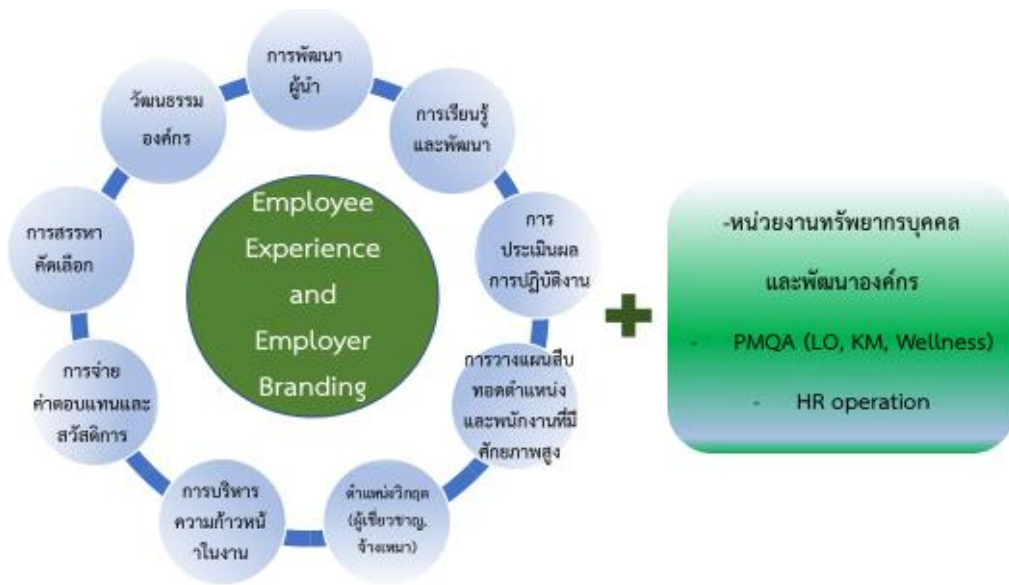 การพัฒนา
ผู้นำ
การเรียนรู้
และพัฒนา
การ
ประเมินผล
การปฏิบัติงาน
การวางแผนสืบ
ทอดตำแหน่ง
และพนักงานที่มี
ศักยภาพสูง
ตำแหน่งวิกฤต
(ผู้เชี่ยวชาญ,
จ้างเหมา)
การบริหาร
ความก้าวหน้
าในงาน
การจ่าย
ค่าตอบแทนและ
สวัสดิการ
การสรรหา
คัดเลือก
วัฒนธรรม
องค์กร
Employee
Experience
and
Employer
Branding
-หน่วยงานทรัพยากรบุคคล
และพัฒนาองค์กร
- PMQA (LO, KM, Wellness)
- HR operation